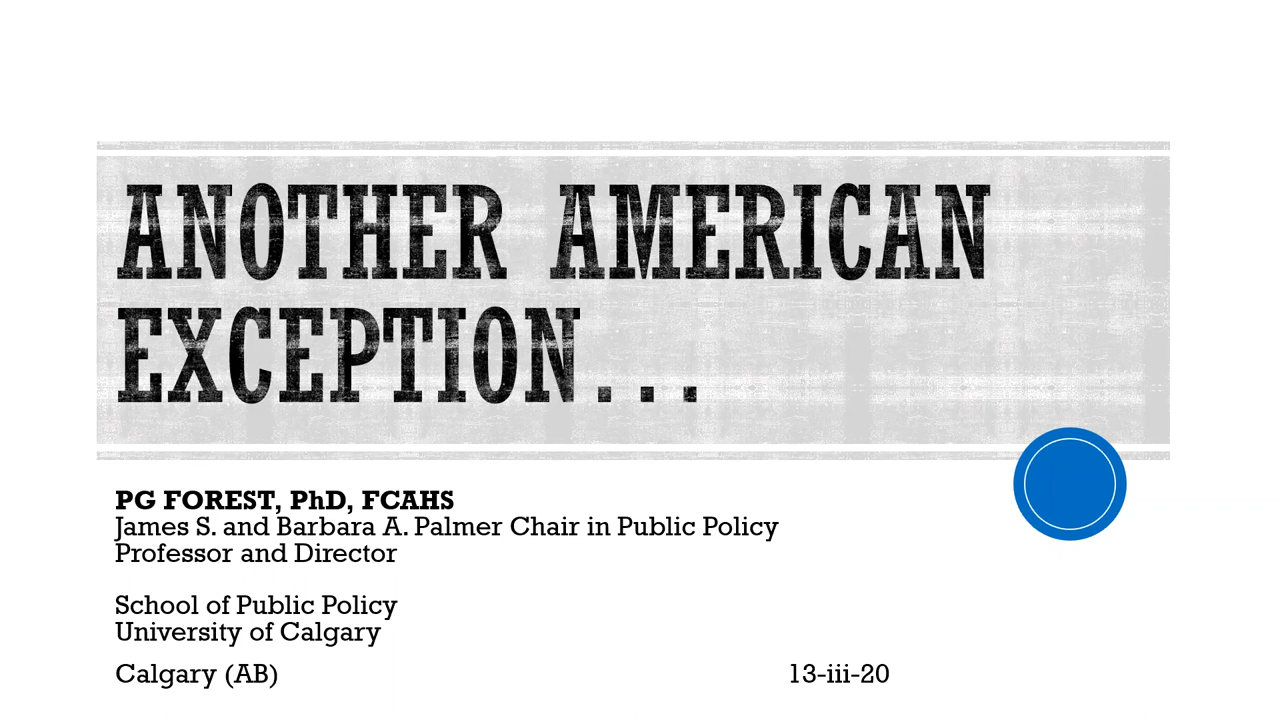 ANOTHER AMERICAN
EXCEPTION...
PG FOREST, PhD, FCAHS
James S. and Barbara A. Palmer Chair in Public Policy
Professor and Director
School of Public Policy
University of Calgary
Calgary (AB) 13-iii-20